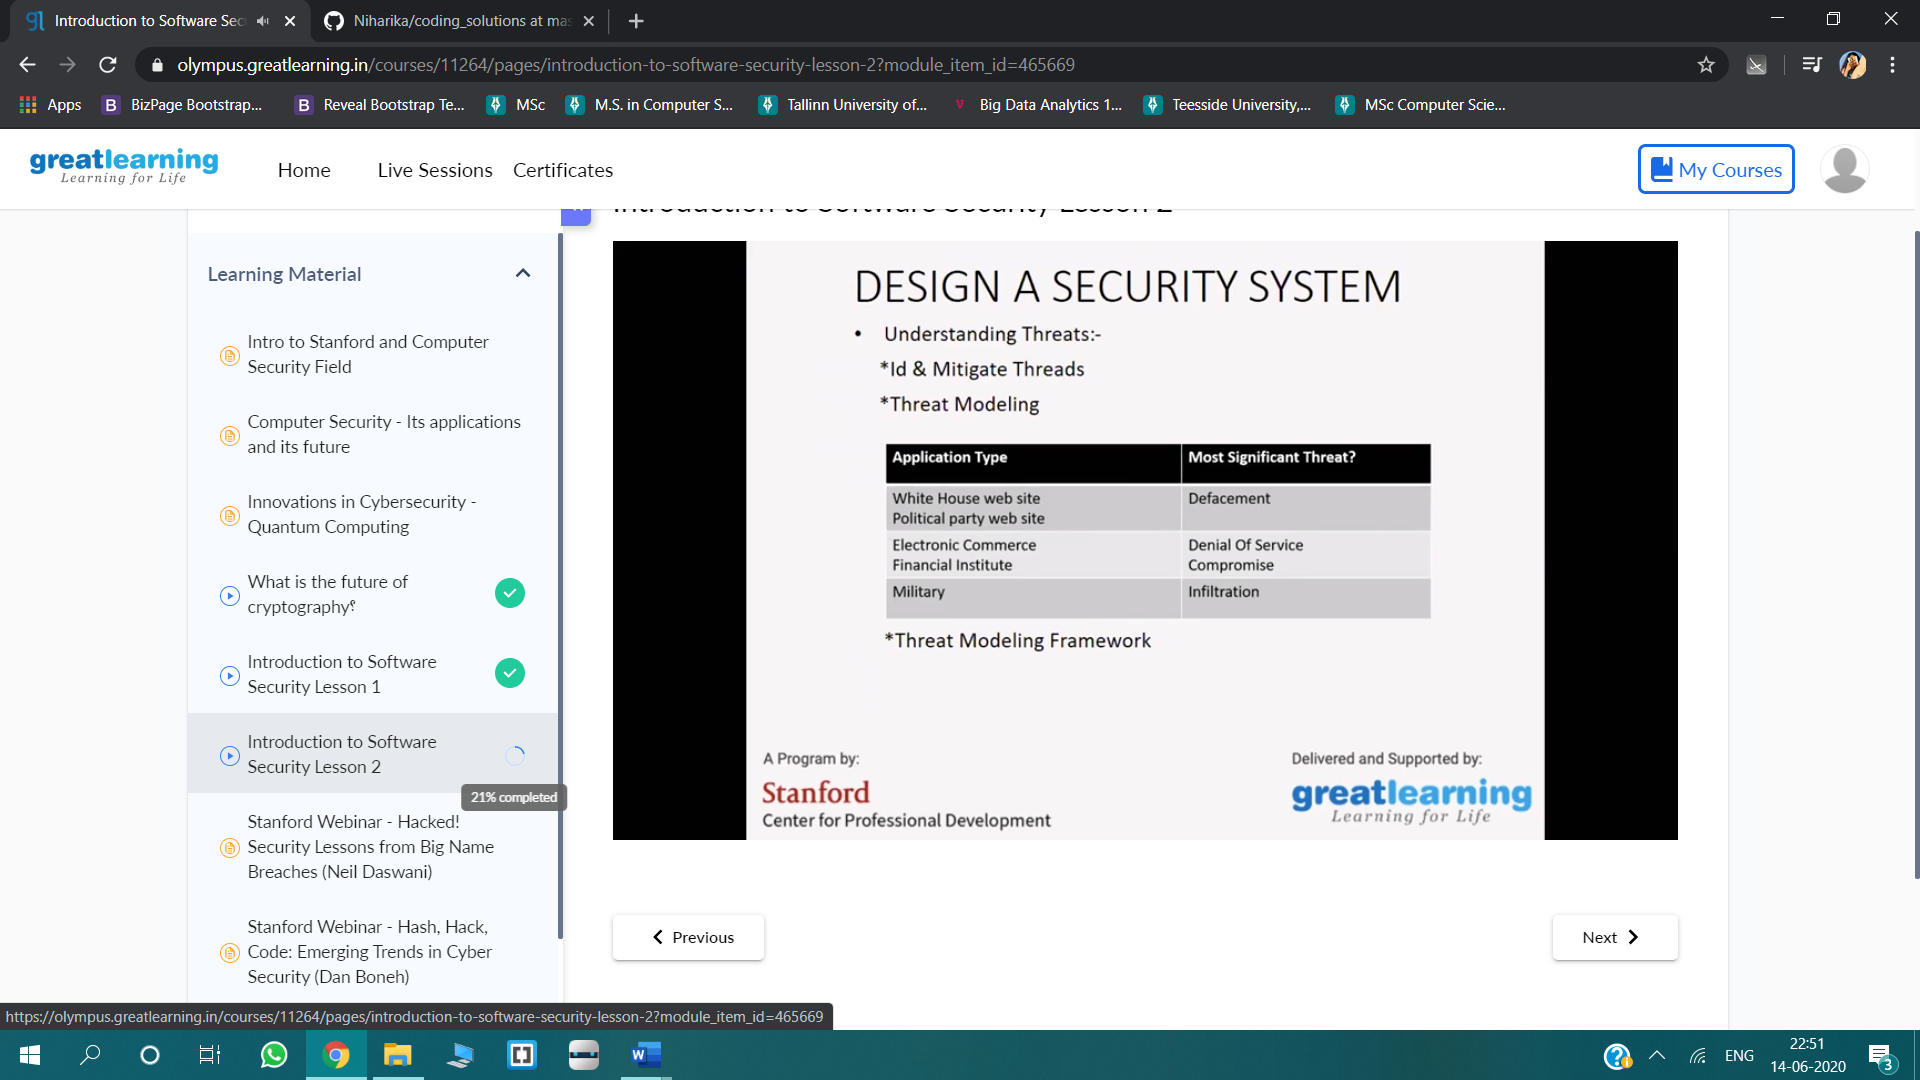 Introduction to Software Sec
Niharika/coding_solutions at mas
olympus.greatlearning.in/courses/11264/pages/introduction-to-software-security-lesson-2?module_item_id=465669
Apps
BizPage Bootstrap...
Reveal Bootstrap Te...
MSc
M.S. in Computer S...
Tallinn University of...
Big Data Analytics 1...
Teesside University,...
MSc Computer Scie...
greatlearning
Learning for Life
Home
Live Sessions
Certificates
My Courses
Introduction to Software Security Lesson 2
Learning Material
Intro to Stanford and Computer
Security Field
Computer Security - Its applications
and its future
Innovations in Cybersecurity -
Quantum Computing
What is the future of
cryptography?
Introduction to Software
Security Lesson 1
Introduction to Software
Security Lesson 2
21% completed
Stanford Webinar - Hacked!
Security Lessons from Big Name
Breaches (Neil Daswani)
Stanford Webinar - Hash, Hack,
Code: Emerging Trends in Cyber
Security (Dan Boneh)
DESIGN A SECURITY SYSTEM
• Understanding Threats:-
*Id & Mitigate Threads
*Threat Modeling
Application Type
Most Significant Threat?
White House web site
Political party web site
Defacement
Electronic Commerce
Financial Institute
Denial Of Service
Compromise
Military
Infiltration
*Threat Modeling Framework
A Program by:
Stanford
Center for Professional Development
Delivered and Supported by:
greatlearning
Learning for Life
Previous
Next
https://olympus.greatlearning.in/courses/11264/pages/introduction-to-software-security-lesson-2?module_item_id=465669
ENG
22:51
14-06-2020
3